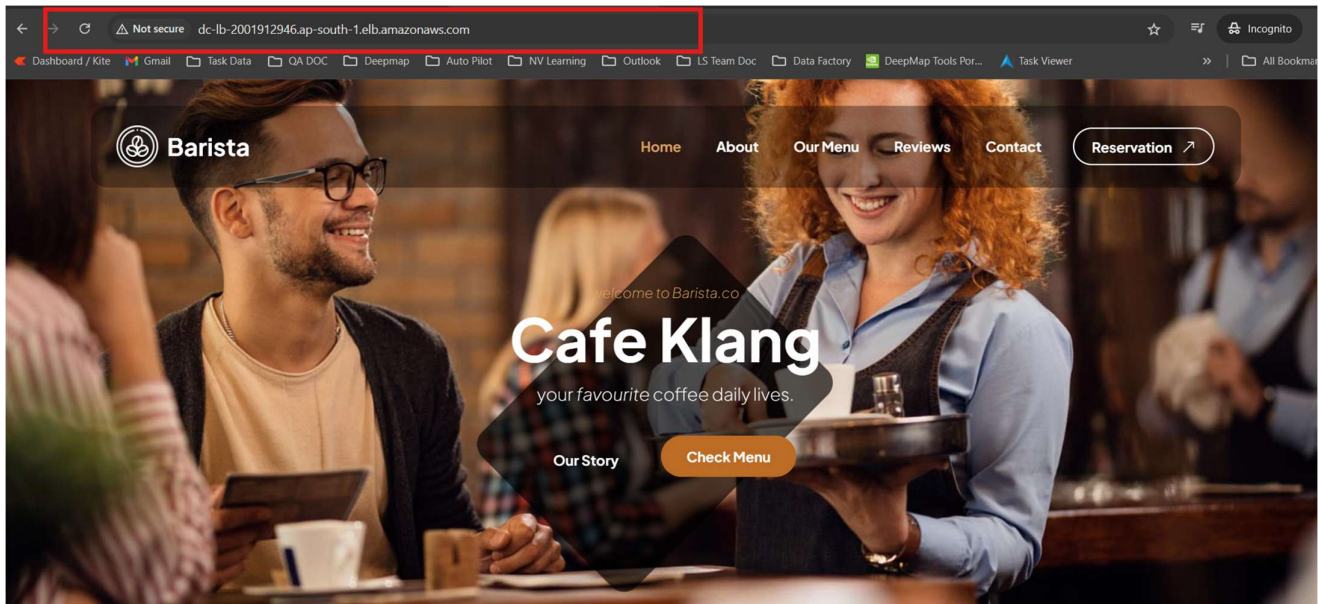 Not secure dc-lb-2001912946.ap-south-1.elb.amazonaws.com Incognito
Dashboard / Kite Gmail Task Data QA DOC Deepmap Auto Pilot NV Learning Outlook LS Team Doc Data Factory DeepMap Tools Por... Task Viewer » All Bookmar
Barista Home About Our Menu Reviews Contact Reservation
welcome to Barista.co
Cafe Klang
your favourite coffee daily lives.
Our Story Check Menu